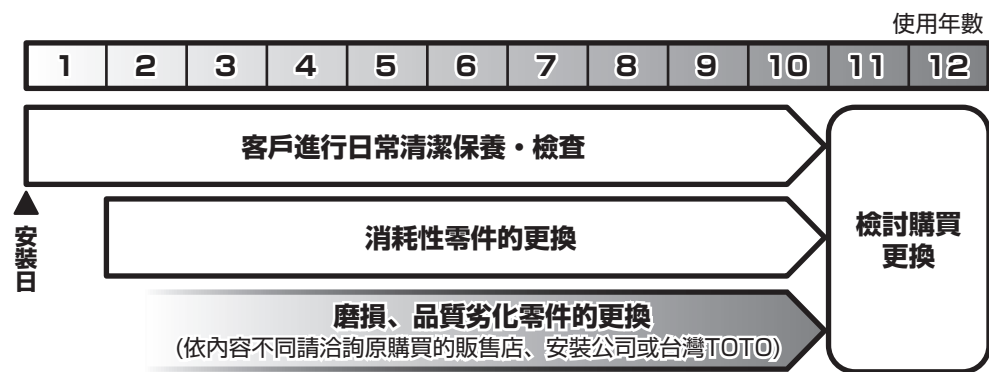 使用年數
1 2 3 4 5 6 7 8 9 10 11 12
客戶進行日常清潔保養・檢查
安裝日
消耗性零件的更換
磨損、品質劣化零件的更換
(依內容不同請洽詢原購買的販售店、安裝公司或台灣TOTO)
檢討購買
更換